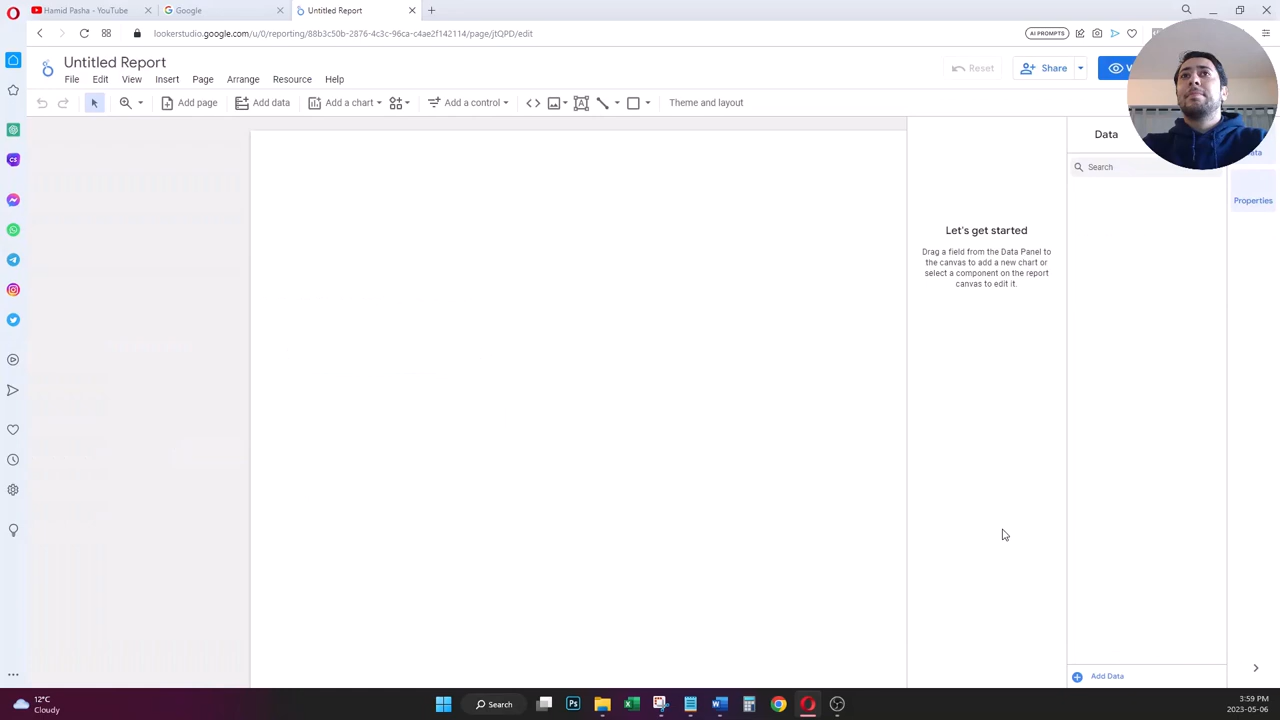 Hamid Pasha - YouTube
Google
Untitled Report
lookerstudio.google.com/u/0/reporting/88b3c50b-2876-4c3c-96ca-c4ae2f142114/page/jtQPD/edit
AI PROMPTS
Untitled Report
Reset
Share
File Edit View Insert Page Arrange Resource Help
Add page
Add data
Add a chart
Add a control
Theme and layout
Data
Search
Properties
Let's get started
Drag a field from the Data Panel to
the canvas to add a new chart or
select a component on the report
canvas to edit it.
Add Data
12°C
Cloudy
Search
3:59 PM
2023-05-06